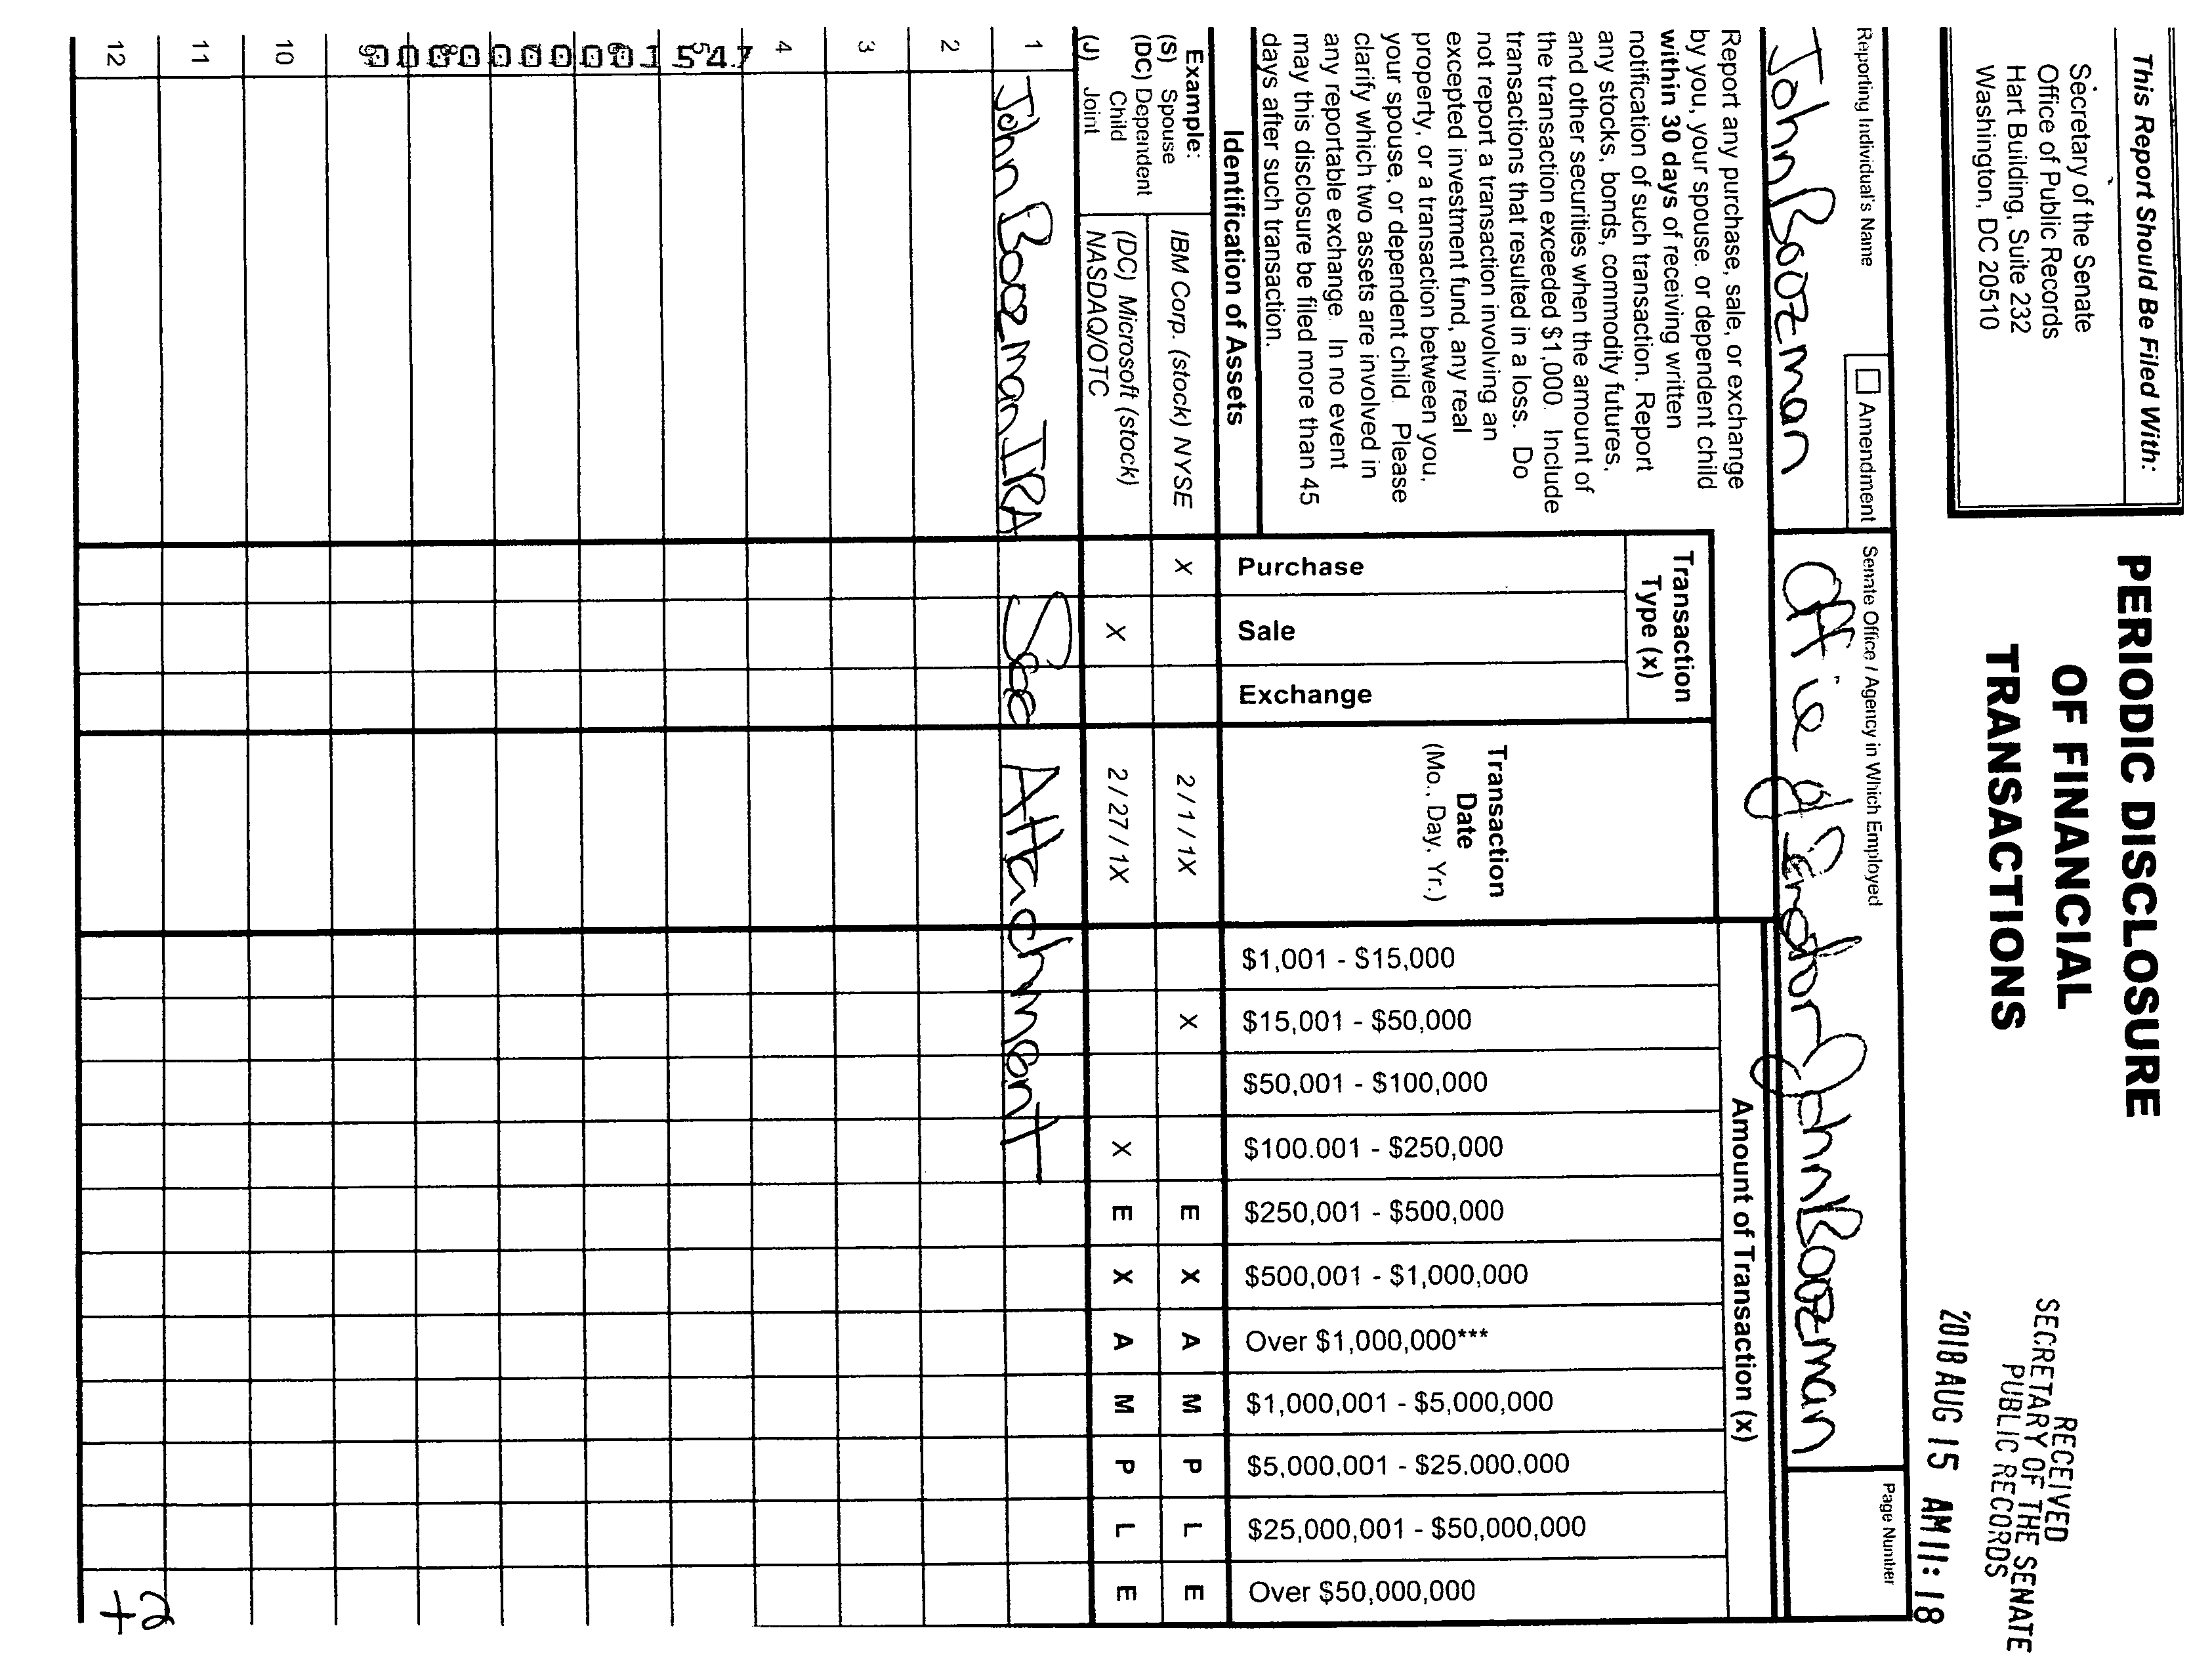 This Report Should Be Filed With:
Secretary of the Senate
Office of Public Records
Hart Building, Suite 232
Washington, DC 20510
PERIODIC DISCLOSURE
OF FINANCIAL
TRANSACTIONS
RECEIVED
SECRETARY OF THE SENATE
PUBLIC RECORDS
2018 AUG 15 AM 11:18
Reporting Individual's Name
Amendment
John Boozman
Senate Office / Agency in Which Employed
Office of Senator John Boozman
Page Number
Report any purchase, sale, or exchange
by you, your spouse, or dependent child
within 30 days of receiving written
notification of such transaction. Report
any stocks, bonds, commodity futures,
and other securities when the amount of
the transaction exceeded $1,000. Include
transactions that resulted in a loss. Do
not report a transaction involving an
excepted investment fund, any real
property, or a transaction between you,
your spouse, or dependent child. Please
clarify which two assets are involved in
any reportable exchange. In no event
may this disclosure be filed more than 45
days after such transaction.
Identification of Assets
Transaction
Type (x)
Purchase
Sale
Exchange
Transaction
Date
(Mo., Day, Yr.)
Amount of Transaction (x)
$1,001 - $15,000
$15,001 - $50,000
$50,001 - $100,000
$100.001 - $250,000
$250,001 - $500,000
$500,001 - $1,000,000
Over $1,000,000***
$1,000,001 - $5,000,000
$5,000,001 - $25,000,000
$25,000,001 - $50,000,000
Over $50,000,000
Example:
(S) Spouse
(DC) Dependent
Child
(J) Joint
IBM Corp. (stock) NYSE X 2/1/1X X E X A M P L E
(DC) Microsoft (stock)
NASDAQ/OTC X 2/27/1X X E X A M P L E
1 John Boozman IRA See Attachment
2
3
4
10
11
12